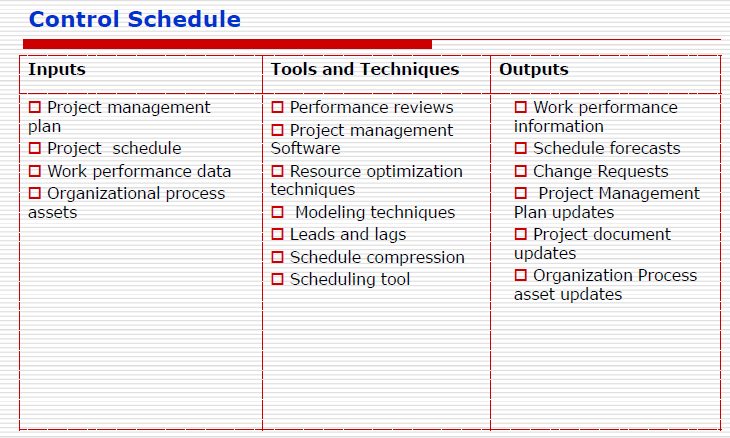 Control Schedule
Inputs
Tools and Techniques
Outputs
Project management
plan
Project  schedule
Work performance data
Organizational process
assets
Performance reviews
Project management
Software
Resource optimization
techniques
Modeling techniques
Leads and lags
Schedule compression
Scheduling tool
Work performance
information
Schedule forecasts
Change Requests
Project Management
Plan updates
Project document
updates
Organization Process
asset updates